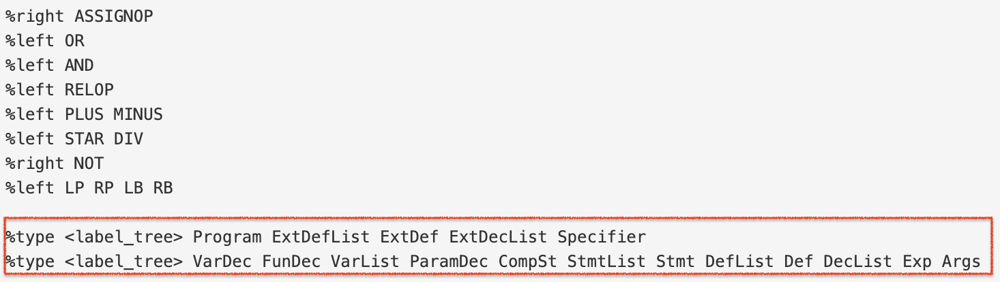 %right ASSIGNOP
%left OR
%left AND
%left RELOP
%left PLUS MINUS
%left STAR DIV
%right NOT
%left LP RP LB RB
%type <label_tree> Program ExtDefList ExtDef ExtDecList Specifier
%type <label_tree> VarDec FunDec VarList ParamDec CompSt StmtList Stmt DefList Def DecList Exp Args